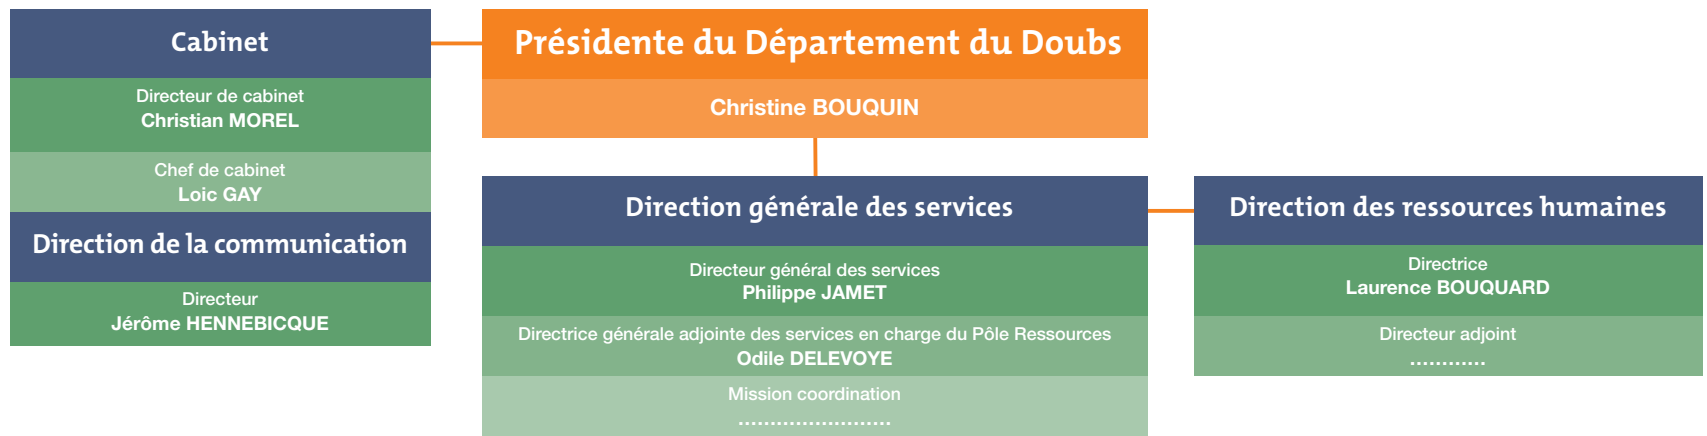 Cabinet
Directeur de cabinet
Christian MOREL
Chef de cabinet
Loic GAY
Direction de la communication
Directeur
Jérôme HENNEBICQUE
Présidente du Département du Doubs
Christine BOUQUIN
Direction générale des services
Directeur général des services
Philippe JAMET
Directrice générale adjointe des services en charge du Pôle Ressources
Odile DELEVOYE
Mission coordination
........................
Direction des ressources humaines
Directrice
Laurence BOUQUARD
Directeur adjoint
............